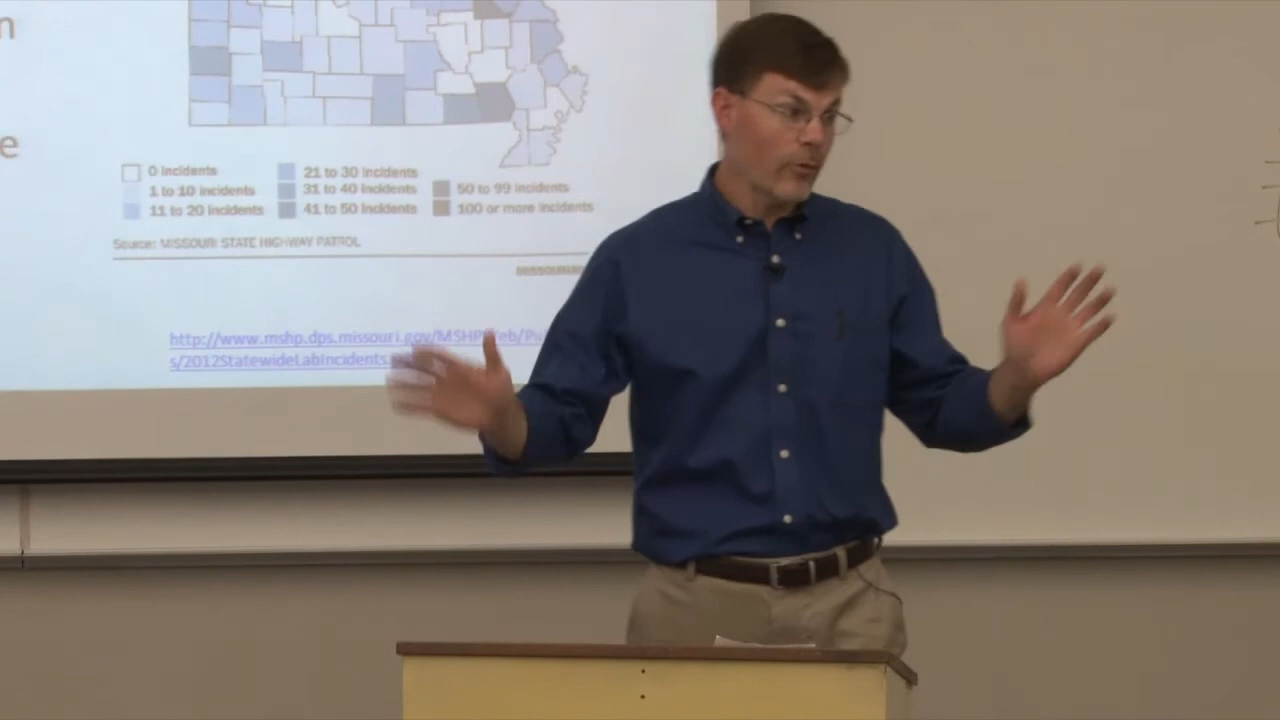 0 incidents
1 to 10 incidents
11 to 20 incidents
21 to 30 incidents
31 to 40 incidents
41 to 50 incidents
50 to 99 incidents
100 or more incidents
Source: MISSOURI STATE HIGHWAY PATROL
http://www.mshp.dps.missouri.gov/MSHP
s/2012StatewideLabIncidents.